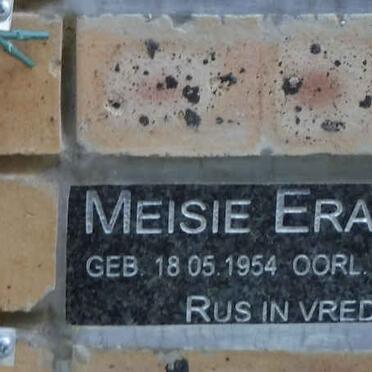 MEISIE ERA
GEB. 18 05.1954 OORL.
RUS IN VRED